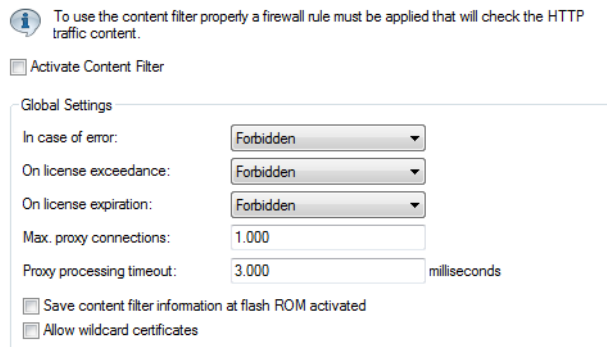 To use the content filter properly a firewall rule must be applied that will check the HTTP
traffic content.
Activate Content Filter
Global Settings
In case of error: Forbidden
On license exceedance: Forbidden
On license expiration: Forbidden
Max. proxy connections: 1.000
Proxy processing timeout: 3.000 milliseconds
Save content filter information at flash ROM activated
Allow wildcard certificates